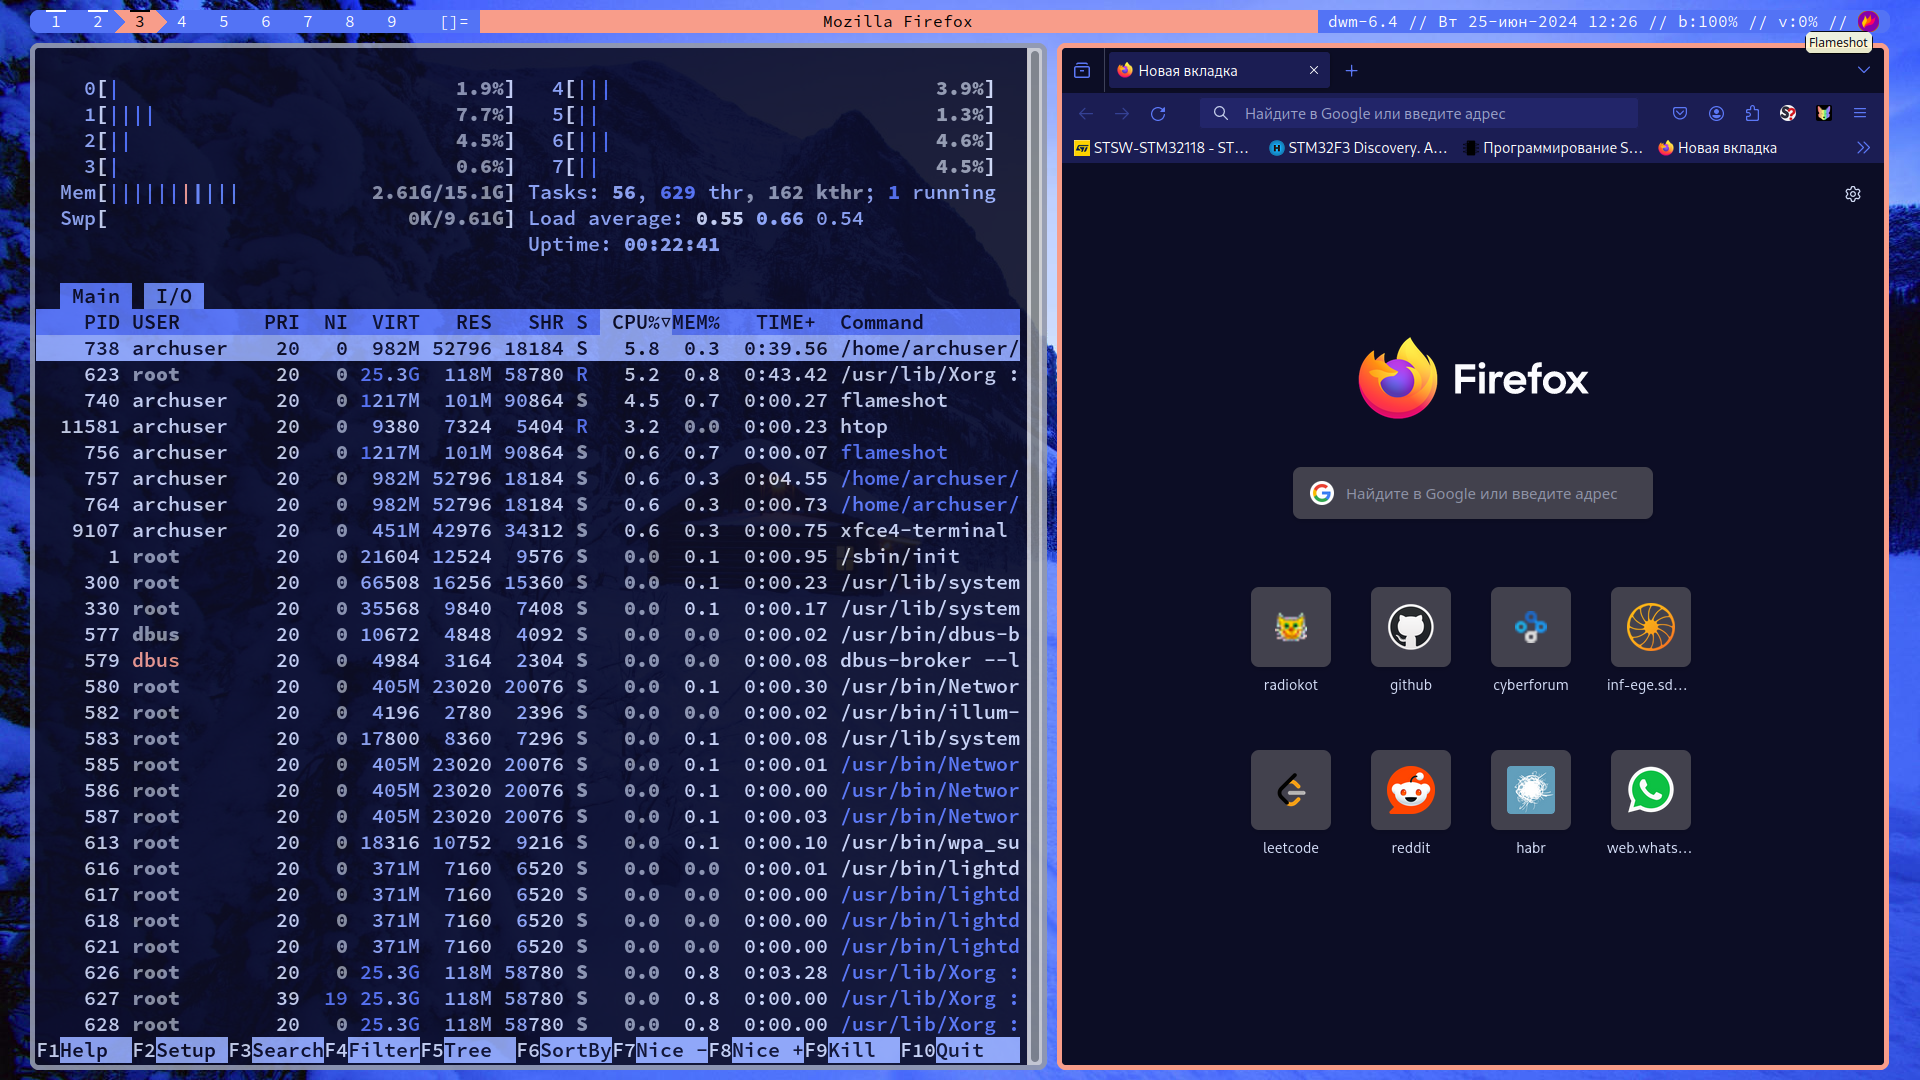 1 2 3 4 5 6 7 8 9 []= Mozilla Firefox dwm-6.4 // Вт 25-июн-2024 12:26 // b:100% // v:0% //
Flameshot
0[| 1.9%] 4[||| 3.9%]
1[|||| 7.7%] 5[|| 1.3%]
2[|| 4.5%] 6[||| 4.6%]
3[| 0.6%] 7[|| 4.5%]
Mem[||||||||||| 2.61G/15.1G] Tasks: 56, 629 thr, 162 kthr; 1 running
Swp[ 0K/9.61G] Load average: 0.55 0.66 0.54
Uptime: 00:22:41
Main I/O
PID USER PRI NI VIRT RES SHR S CPU%▽MEM% TIME+ Command
738 archuser 20 0 982M 52796 18184 S 5.8 0.3 0:39.56 /home/archuser/
623 root 20 0 25.3G 118M 58780 R 5.2 0.8 0:43.42 /usr/lib/Xorg :
740 archuser 20 0 1217M 101M 90864 S 4.5 0.7 0:00.27 flameshot
11581 archuser 20 0 9380 7324 5404 R 3.2 0.0 0:00.23 htop
756 archuser 20 0 1217M 101M 90864 S 0.6 0.7 0:00.07 flameshot
757 archuser 20 0 982M 52796 18184 S 0.6 0.3 0:04.55 /home/archuser/
764 archuser 20 0 982M 52796 18184 S 0.6 0.3 0:00.73 /home/archuser/
9107 archuser 20 0 451M 42976 34312 S 0.6 0.3 0:00.75 xfce4-terminal
1 root 20 0 21604 12524 9576 S 0.0 0.1 0:00.95 /sbin/init
300 root 20 0 66508 16256 15360 S 0.0 0.1 0:00.23 /usr/lib/system
330 root 20 0 35568 9840 7408 S 0.0 0.1 0:00.17 /usr/lib/system
577 dbus 20 0 10672 4848 4092 S 0.0 0.0 0:00.02 /usr/bin/dbus-b
579 dbus 20 0 4984 3164 2304 S 0.0 0.0 0:00.08 dbus-broker --l
580 root 20 0 405M 23020 20076 S 0.0 0.1 0:00.30 /usr/bin/Networ
582 root 20 0 4196 2780 2396 S 0.0 0.0 0:00.02 /usr/bin/illum-
583 root 20 0 17800 8360 7296 S 0.0 0.1 0:00.08 /usr/lib/system
585 root 20 0 405M 23020 20076 S 0.0 0.1 0:00.01 /usr/bin/Networ
586 root 20 0 405M 23020 20076 S 0.0 0.1 0:00.00 /usr/bin/Networ
587 root 20 0 405M 23020 20076 S 0.0 0.1 0:00.03 /usr/bin/Networ
613 root 20 0 18316 10752 9216 S 0.0 0.1 0:00.10 /usr/bin/wpa_su
616 root 20 0 371M 7160 6520 S 0.0 0.0 0:00.01 /usr/bin/lightd
617 root 20 0 371M 7160 6520 S 0.0 0.0 0:00.00 /usr/bin/lightd
618 root 20 0 371M 7160 6520 S 0.0 0.0 0:00.00 /usr/bin/lightd
621 root 20 0 371M 7160 6520 S 0.0 0.0 0:00.00 /usr/bin/lightd
626 root 20 0 25.3G 118M 58780 S 0.0 0.8 0:03.28 /usr/lib/Xorg :
627 root 39 19 25.3G 118M 58780 S 0.0 0.8 0:00.00 /usr/lib/Xorg :
628 root 20 0 25.3G 118M 58780 S 0.0 0.8 0:00.00 /usr/lib/Xorg :
F1Help F2Setup F3SearchF4FilterF5Tree F6SortByF7Nice -F8Nice +F9Kill F10Quit
Новая вкладка
Найдите в Google или введите адрес
STSW-STM32118 - ST... STM32F3 Discovery. А... Программирование S... Новая вкладка
Firefox
Найдите в Google или введите адрес
radiokot github cyberforum inf-ege.sd...
leetcode reddit habr web.whats...